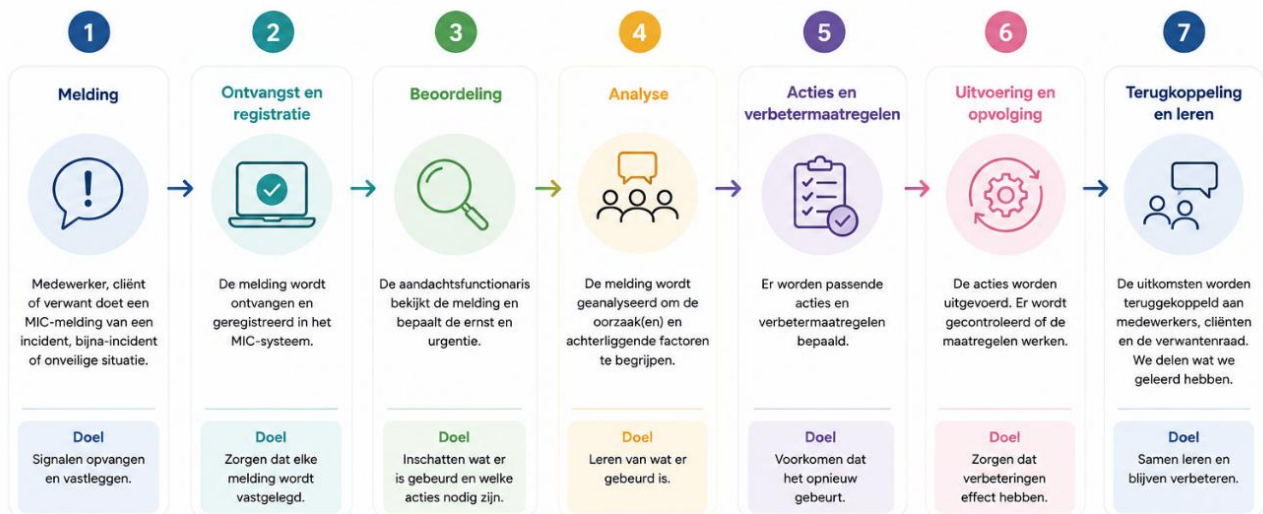 1
Melding
!
Medewerker, cliënt
of verwant doet een
MIC-melding van een
incident, bijna-incident
of onveilige situatie.
Doel
Signalen opvangen
en vastleggen.
2
Ontvangst en
registratie
De melding wordt
ontvangen en
geregistreerd in het
MIC-systeem.
Doel
Zorgen dat elke
melding wordt
vastgelegd.
3
Beoordeling
De aandachtsfunctionaris
bekijkt de melding en
bepaalt de ernst en
urgentie.
Doel
Inschatten wat er
is gebeurd en welke
acties nodig zijn.
4
Analyse
De melding wordt
geanalyseerd om de
oorzaak(en) en
achterliggende factoren
te begrijpen.
Doel
Leren van wat er
gebeurd is.
5
Acties en
verbetermaatregelen
Er worden passende
acties en
verbetermaatregelen
bepaald.
Doel
Voorkomen dat
het opnieuw
gebeurt.
6
Uitvoering en
opvolging
De acties worden
uitgevoerd. Er wordt
gecontroleerd of de
maatregelen werken.
Doel
Zorgen dat
verbeteringen
effect hebben.
7
Terugkoppeling
en leren
De uitkomsten worden
teruggekoppeld aan
medewerkers, cliënten
en de verwantenraad.
We delen wat we
geleerd hebben.
Doel
Samen leren en
blijven verbeteren.